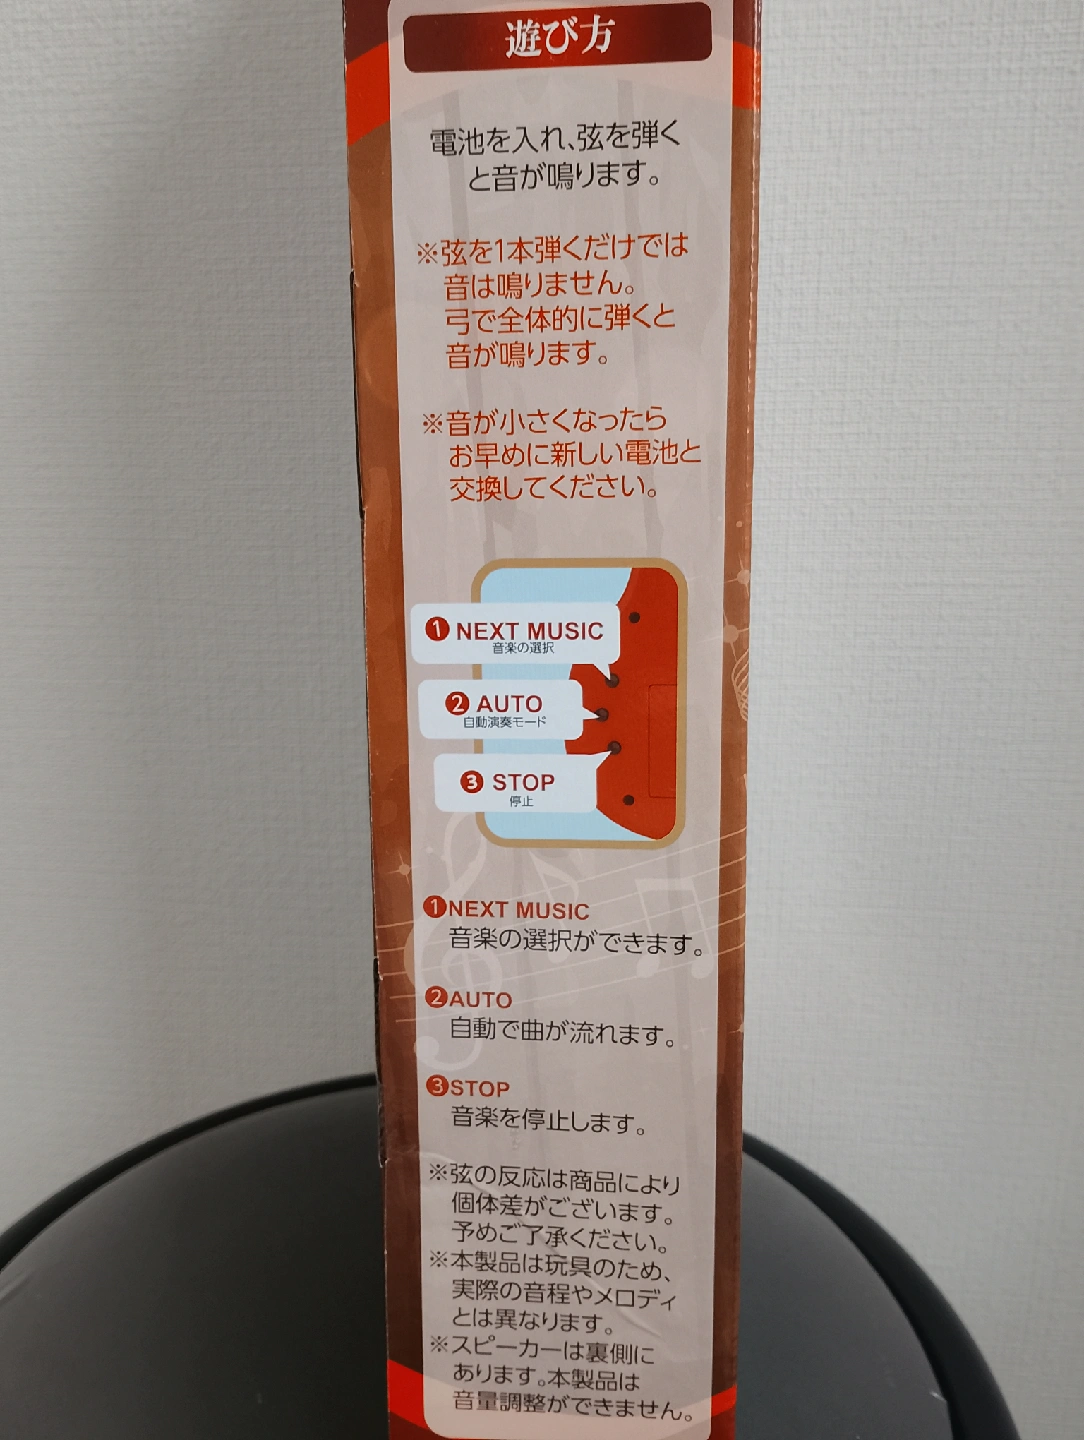 遊び方
電池を入れ、弦を弾く
と音が鳴ります。
※弦を1本弾くだけでは
音は鳴りません。
弓で全体的に弾くと
音が鳴ります。
※音が小さくなったら
お早めに新しい電池と
交換してください。
❶ NEXT MUSIC
音楽の選択
❷ AUTO
自動演奏モード
❸ STOP
停止
❶NEXT MUSIC
音楽の選択ができます。
❷AUTO
自動で曲が流れます。
❸STOP
音楽を停止します。
※弦の反応は商品により
個体差がございます。
予めご了承ください。
※本製品は玩具のため、
実際の音程やメロディ
とは異なります。
※スピーカーは裏側に
あります。本製品は
音量調整ができません。